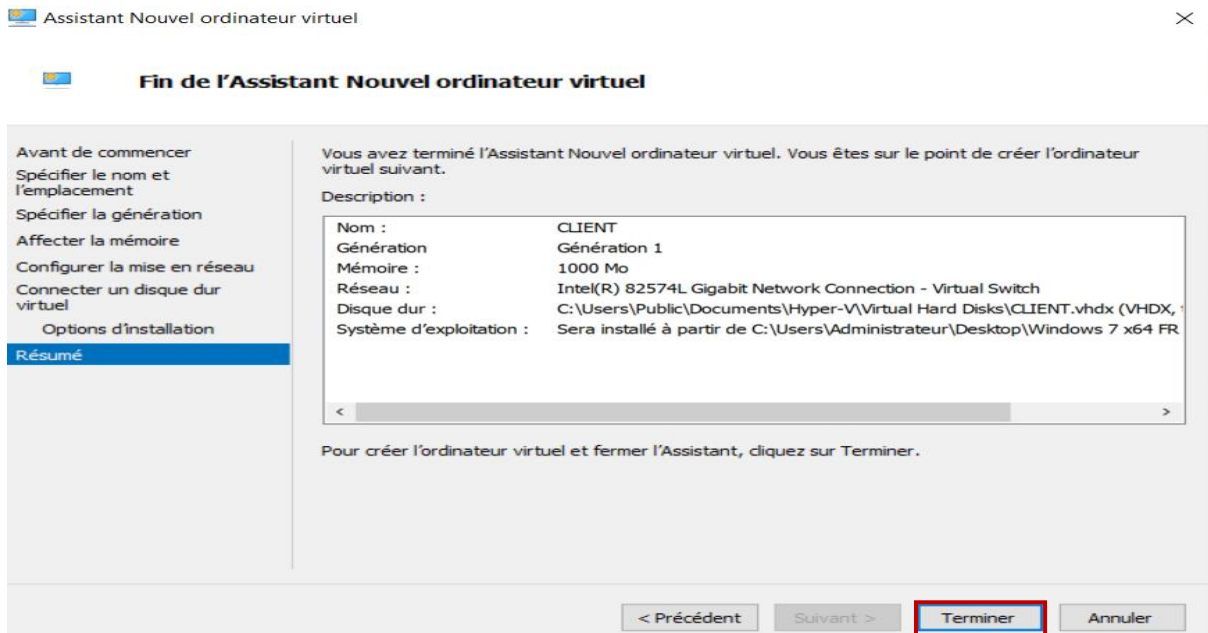 Assistant Nouvel ordinateur virtuel
Fin de l'Assistant Nouvel ordinateur virtuel
Avant de commencer
Spécifier le nom et
l'emplacement
Spécifier la génération
Affecter la mémoire
Configurer la mise en réseau
Connecter un disque dur
virtuel
Options d'installation
Résumé
Vous avez terminé l'Assistant Nouvel ordinateur virtuel. Vous êtes sur le point de créer l'ordinateur
virtuel suivant.
Description :
Nom : CLIENT
Génération Génération 1
Mémoire : 1000 Mo
Réseau : Intel(R) 82574L Gigabit Network Connection - Virtual Switch
Disque dur : C:\Users\Public\Documents\Hyper-V\Virtual Hard Disks\CLIENT.vhdx (VHDX,
Système d'exploitation : Sera installé à partir de C:\Users\Administrateur\Desktop\Windows 7 x64 FR
Pour créer l'ordinateur virtuel et fermer l'Assistant, cliquez sur Terminer.
< Précédent Suivant > Terminer Annuler